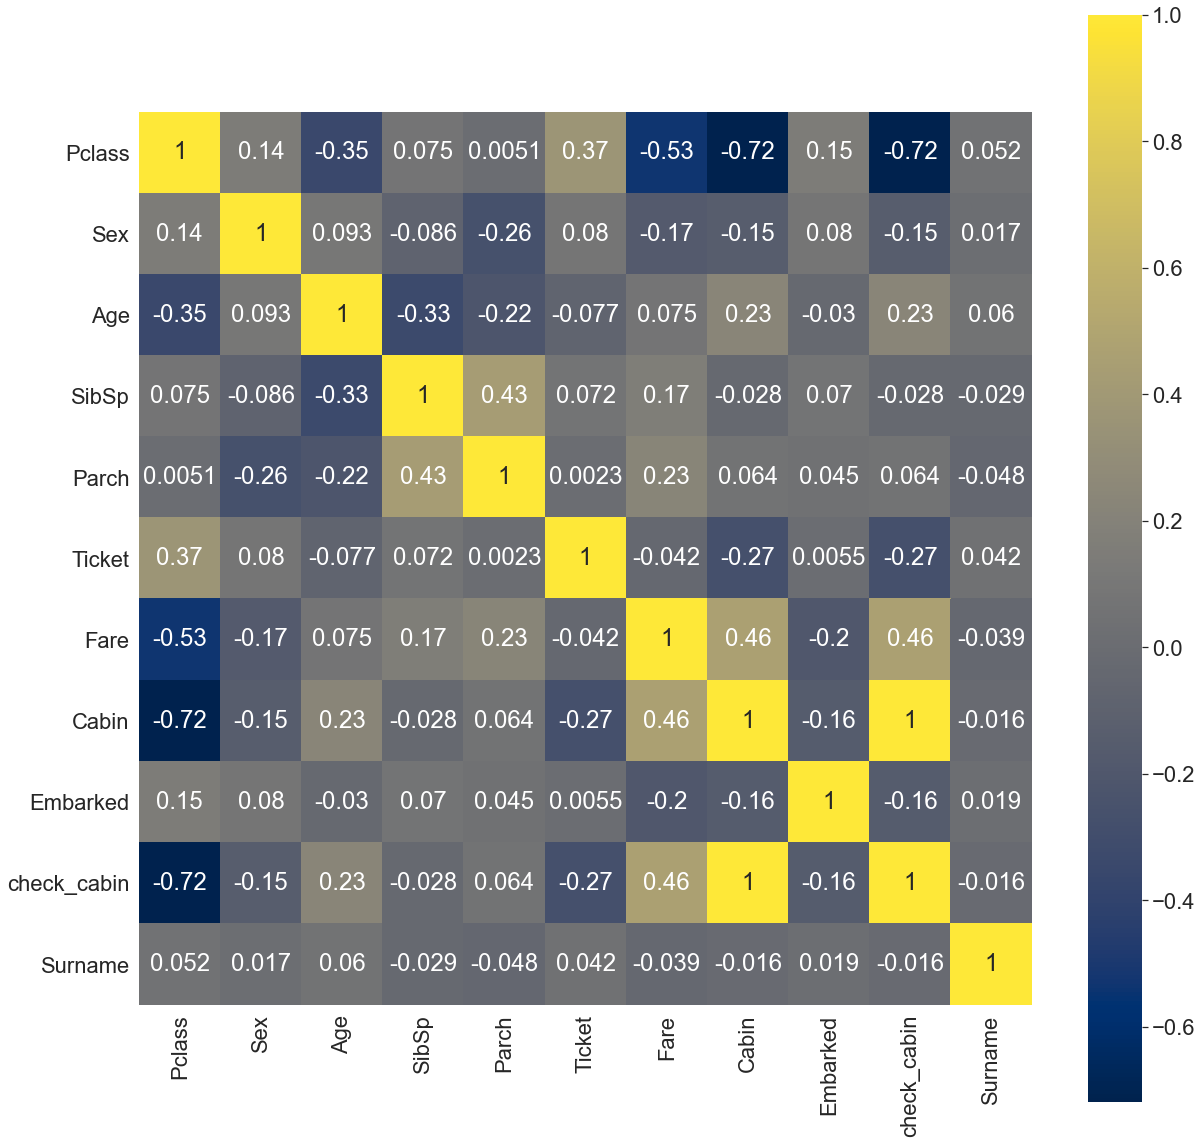 1.0
Pclass 1 0.14 -0.35 0.075 0.0051 0.37 -0.53 -0.72 0.15 -0.72 0.052
0.8
Sex 0.14 1 0.093 -0.086 -0.26 0.08 -0.17 -0.15 0.08 -0.15 0.017
0.6
Age -0.35 0.093 1 -0.33 -0.22 -0.077 0.075 0.23 -0.03 0.23 0.06
SibSp 0.075 -0.086 -0.33 1 0.43 0.072 0.17 -0.028 0.07 -0.028 -0.029
0.4
Parch 0.0051 -0.26 -0.22 0.43 1 0.0023 0.23 0.064 0.045 0.064 -0.048
0.2
Ticket 0.37 0.08 -0.077 0.072 0.0023 1 -0.042 -0.27 0.0055 -0.27 0.042
Fare -0.53 -0.17 0.075 0.17 0.23 -0.042 1 0.46 -0.2 0.46 -0.039
0.0
Cabin -0.72 -0.15 0.23 -0.028 0.064 -0.27 0.46 1 -0.16 1 -0.016
−0.2
Embarked 0.15 0.08 -0.03 0.07 0.045 0.0055 -0.2 -0.16 1 -0.16 0.019
check_cabin -0.72 -0.15 0.23 -0.028 0.064 -0.27 0.46 1 -0.16 1 -0.016
−0.4
Surname 0.052 0.017 0.06 -0.029 -0.048 0.042 -0.039 -0.016 0.019 -0.016 1
−0.6
Pclass Sex Age SibSp Parch Ticket Fare Cabin Embarked check_cabin Surname